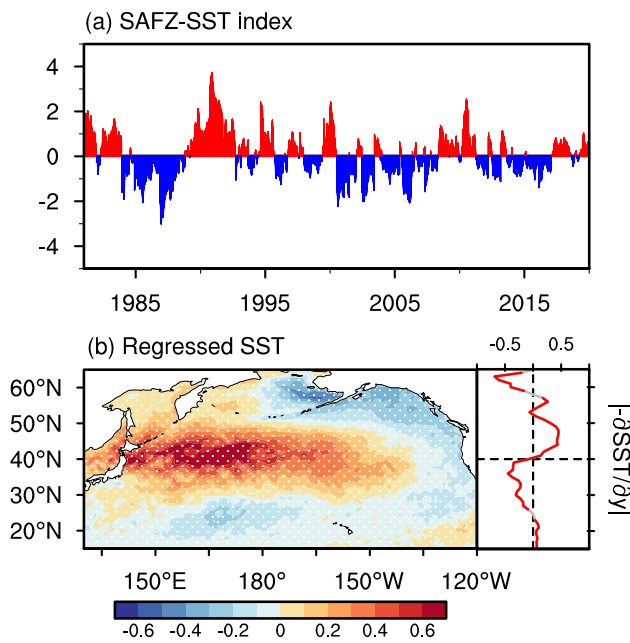 (a) SAFZ-SST index
4
2
0
-2
-4
1985 1995 2005 2015
(b) Regressed SST
-0.5 0.5
60°N
50°N
40°N
30°N
20°N
|-∂SST/∂y|
150°E 180° 150°W 120°W
-0.6 -0.4 -0.2 0 0.2 0.4 0.6